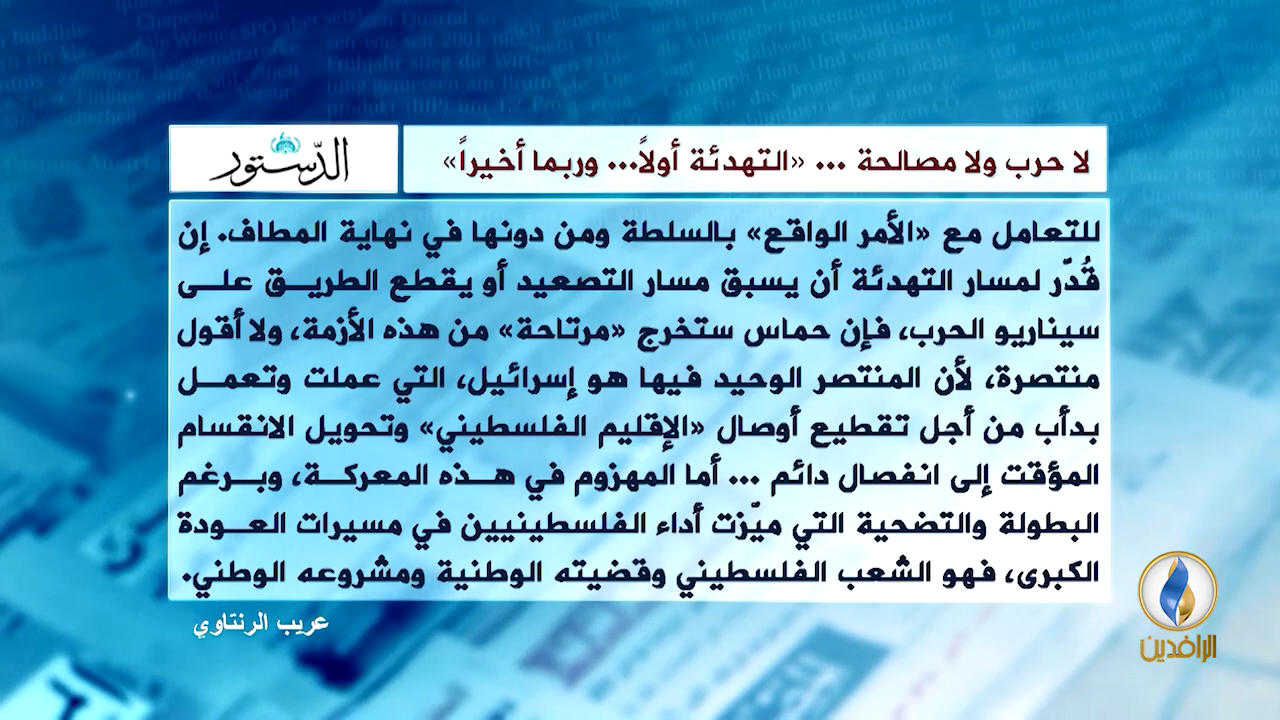 الدّستور
لا حرب ولا مصالحة ... «التهدئة أولاً... وربما أخيراً»
للتعامل مع «الأمر الواقع» بالسلطة ومن دونها في نهاية المطاف. إن
قُدّر لمسار التهدئة أن يسبق مسار التصعيد أو يقطع الطريق على
سيناريو الحرب، فإن حماس ستخرج «مرتاحة» من هذه الأزمة، ولا أقول
منتصرة، لأن المنتصر الوحيد فيها هو إسرائيل، التي عملت وتعمل
بدأب من أجل تقطيع أوصال «الإقليم الفلسطيني» وتحويل الانقسام
المؤقت إلى انفصال دائم ... أما المهزوم في هذه المعركة، وبرغم
البطولة والتضحية التي ميّزت أداء الفلسطينيين في مسيرات العودة
الكبرى، فهو الشعب الفلسطيني وقضيته الوطنية ومشروعه الوطني.
عريب الرنتاوي
الرافدين